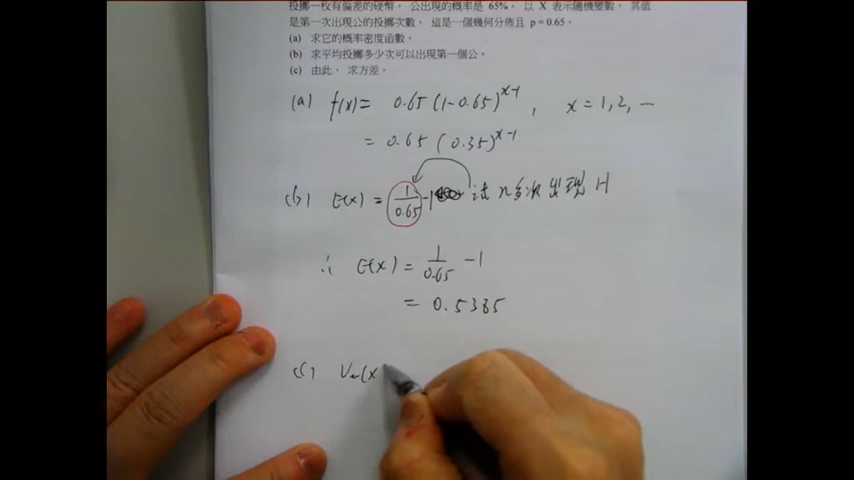 投擲一枚有偏差的硬幣，公出現的概率是 65%。以 X 表示隨機變數，其值
是第一次出現公的投擲次數。這是一個幾何分佈且 p = 0.65。
(a) 求它的概率密度函數。
(b) 求平均投擲多少次可以出現第一個公。
(c) 由此，求方差。
(a) f(x) = 0.65 (1-0.65)^{x-1}, x = 1,2, ...
= 0.65 (0.35)^{x-1}
(b) E(x) = 1/0.65 -1 試 n 多次出現 H
∴ E(x) = 1/0.65 -1
= 0.5385
(c) Var(x